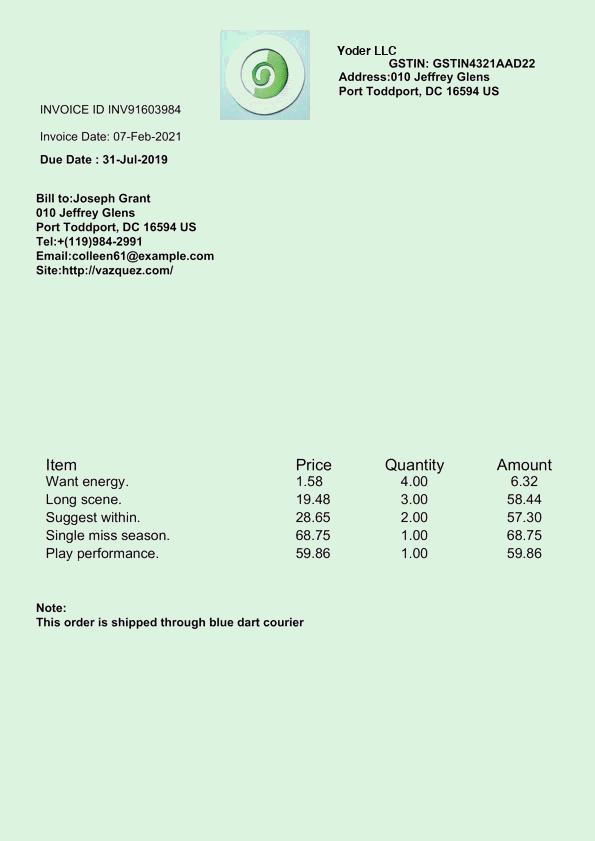 Yoder LLC
GSTIN: GSTIN4321AAD22
Address:010 Jeffrey Glens
Port Toddport, DC 16594 US
INVOICE ID INV91603984
Invoice Date: 07-Feb-2021
Due Date : 31-Jul-2019
Bill to:Joseph Grant
010 Jeffrey Glens
Port Toddport, DC 16594 US
Tel:+(119)984-2991
Email:colleen61@example.com
Site:http://vazquez.com/
Item Price Quantity Amount
Want energy. 1.58 4.00 6.32
Long scene. 19.48 3.00 58.44
Suggest within. 28.65 2.00 57.30
Single miss season. 68.75 1.00 68.75
Play performance. 59.86 1.00 59.86
Note:
This order is shipped through blue dart courier